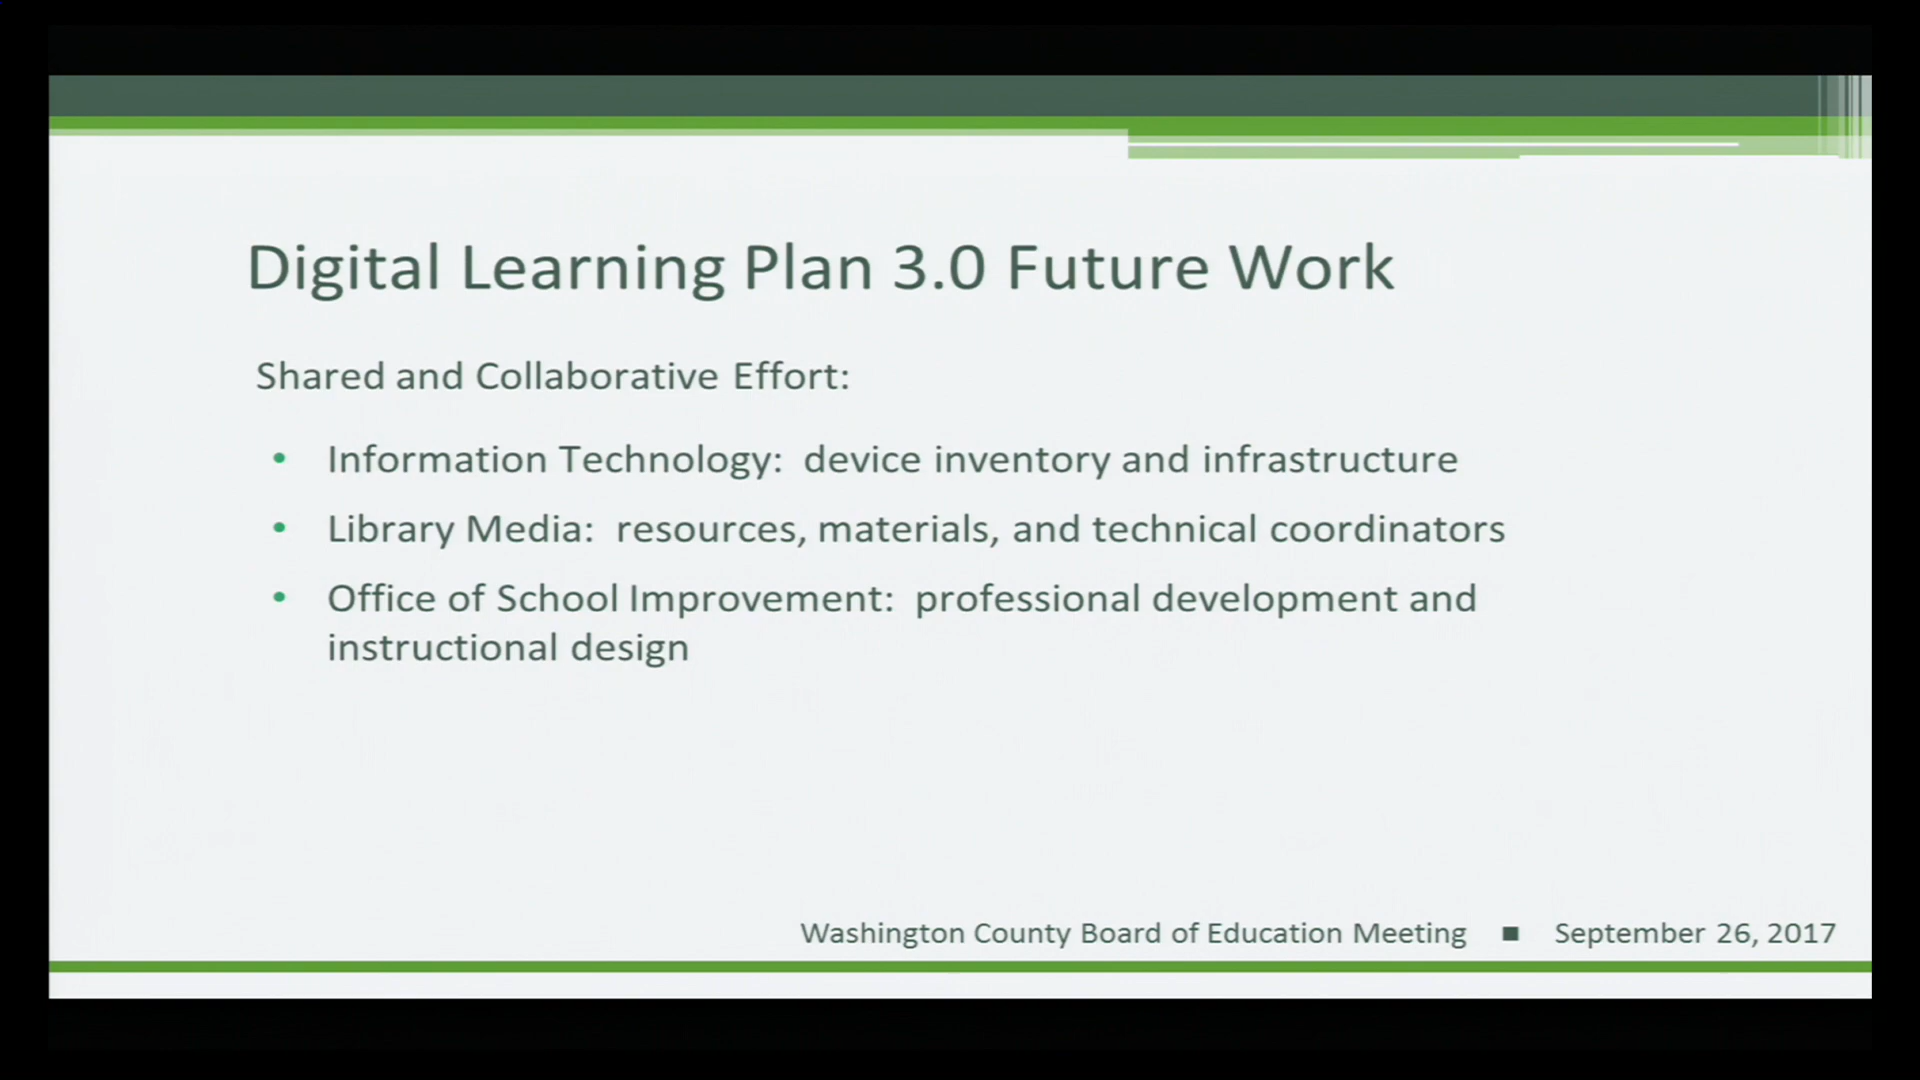 Digital Learning Plan 3.0 Future Work
Shared and Collaborative Effort:
• Information Technology:  device inventory and infrastructure
• Library Media:  resources, materials, and technical coordinators
• Office of School Improvement:  professional development and
instructional design
Washington County Board of Education Meeting ■ September 26, 2017